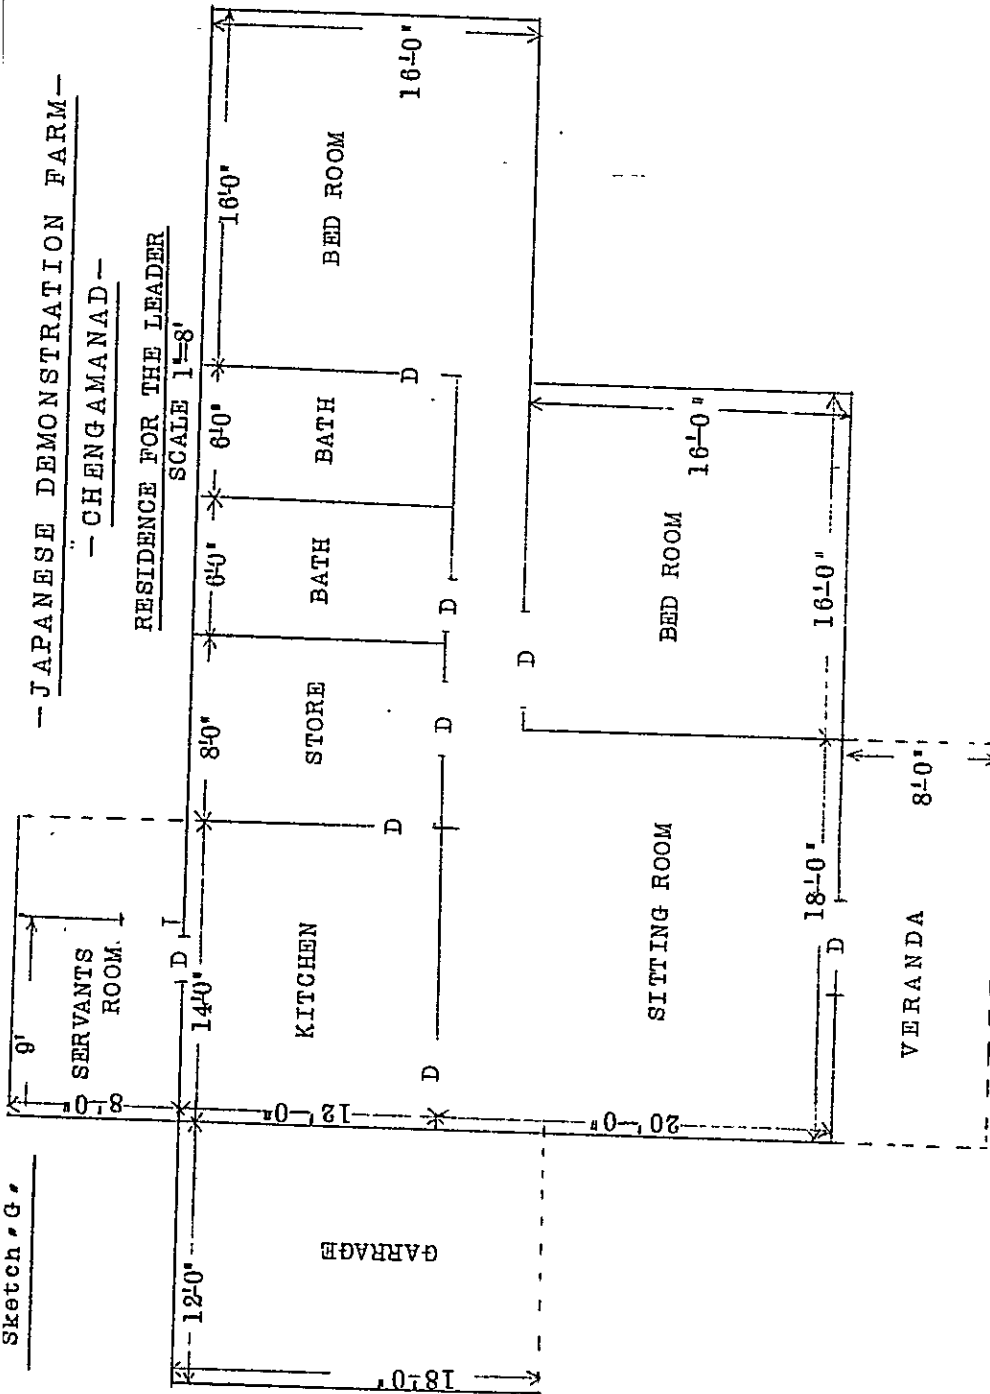 Sketch "G"
—JAPANESE DEMONSTRATION FARM—
—CHENGAMANAD—
RESIDENCE FOR THE LEADER
SCALE 1"=8'
9'
SERVANTS
ROOM.
8'-0"
D
12'-0"
14'-0"
8'-0"
6'-0"
6'-0"
16'-0"
18'-0"
GARRAGE
12'-0"
KITCHEN
D
STORE
BATH
BATH
D
BED ROOM
16'-0"
D
D
D
D
20'-0"
SITTING ROOM
BED ROOM
16'-0"
18'-0"
16'-0"
D
VERANDA
8'-0"